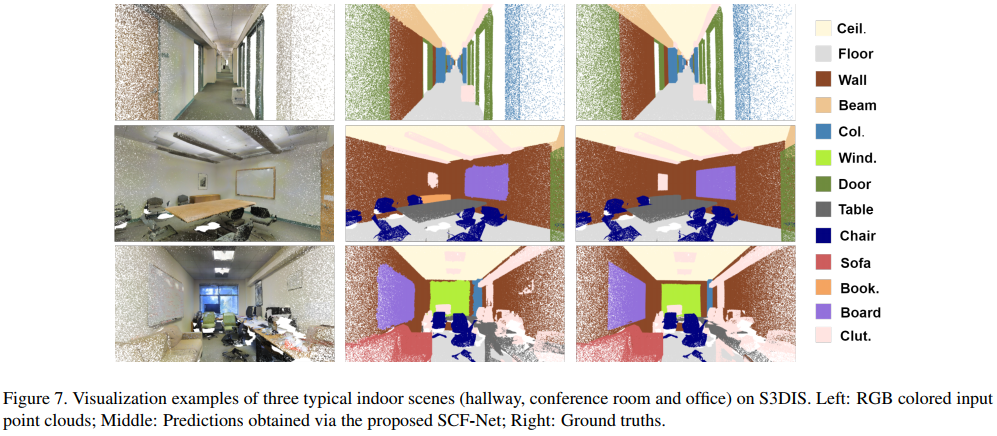 Ceil.
Floor
Wall
Beam
Col.
Wind.
Door
Table
Chair
Sofa
Book.
Board
Clut.
Figure 7. Visualization examples of three typical indoor scenes (hallway, conference room and office) on S3DIS. Left: RGB colored input
point clouds; Middle: Predictions obtained via the proposed SCF-Net; Right: Ground truths.